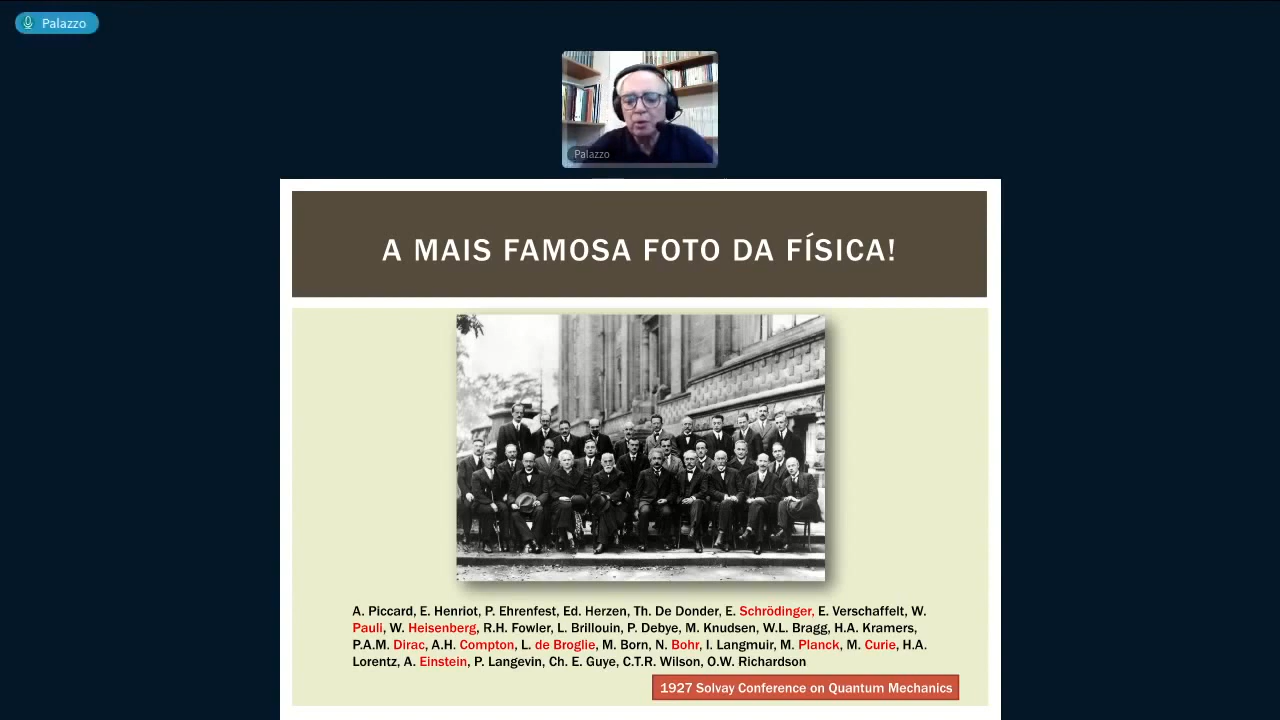 Palazzo
Palazzo
A MAIS FAMOSA FOTO DA FÍSICA!
A. Piccard, E. Henriot, P. Ehrenfest, Ed. Herzen, Th. De Donder, E. Schrödinger, E. Verschaffelt, W.
Pauli, W. Heisenberg, R.H. Fowler, L. Brillouin, P. Debye, M. Knudsen, W.L. Bragg, H.A. Kramers,
P.A.M. Dirac, A.H. Compton, L. de Broglie, M. Born, N. Bohr, I. Langmuir, M. Planck, M. Curie, H.A.
Lorentz, A. Einstein, P. Langevin, Ch. E. Guye, C.T.R. Wilson, O.W. Richardson
1927 Solvay Conference on Quantum Mechanics